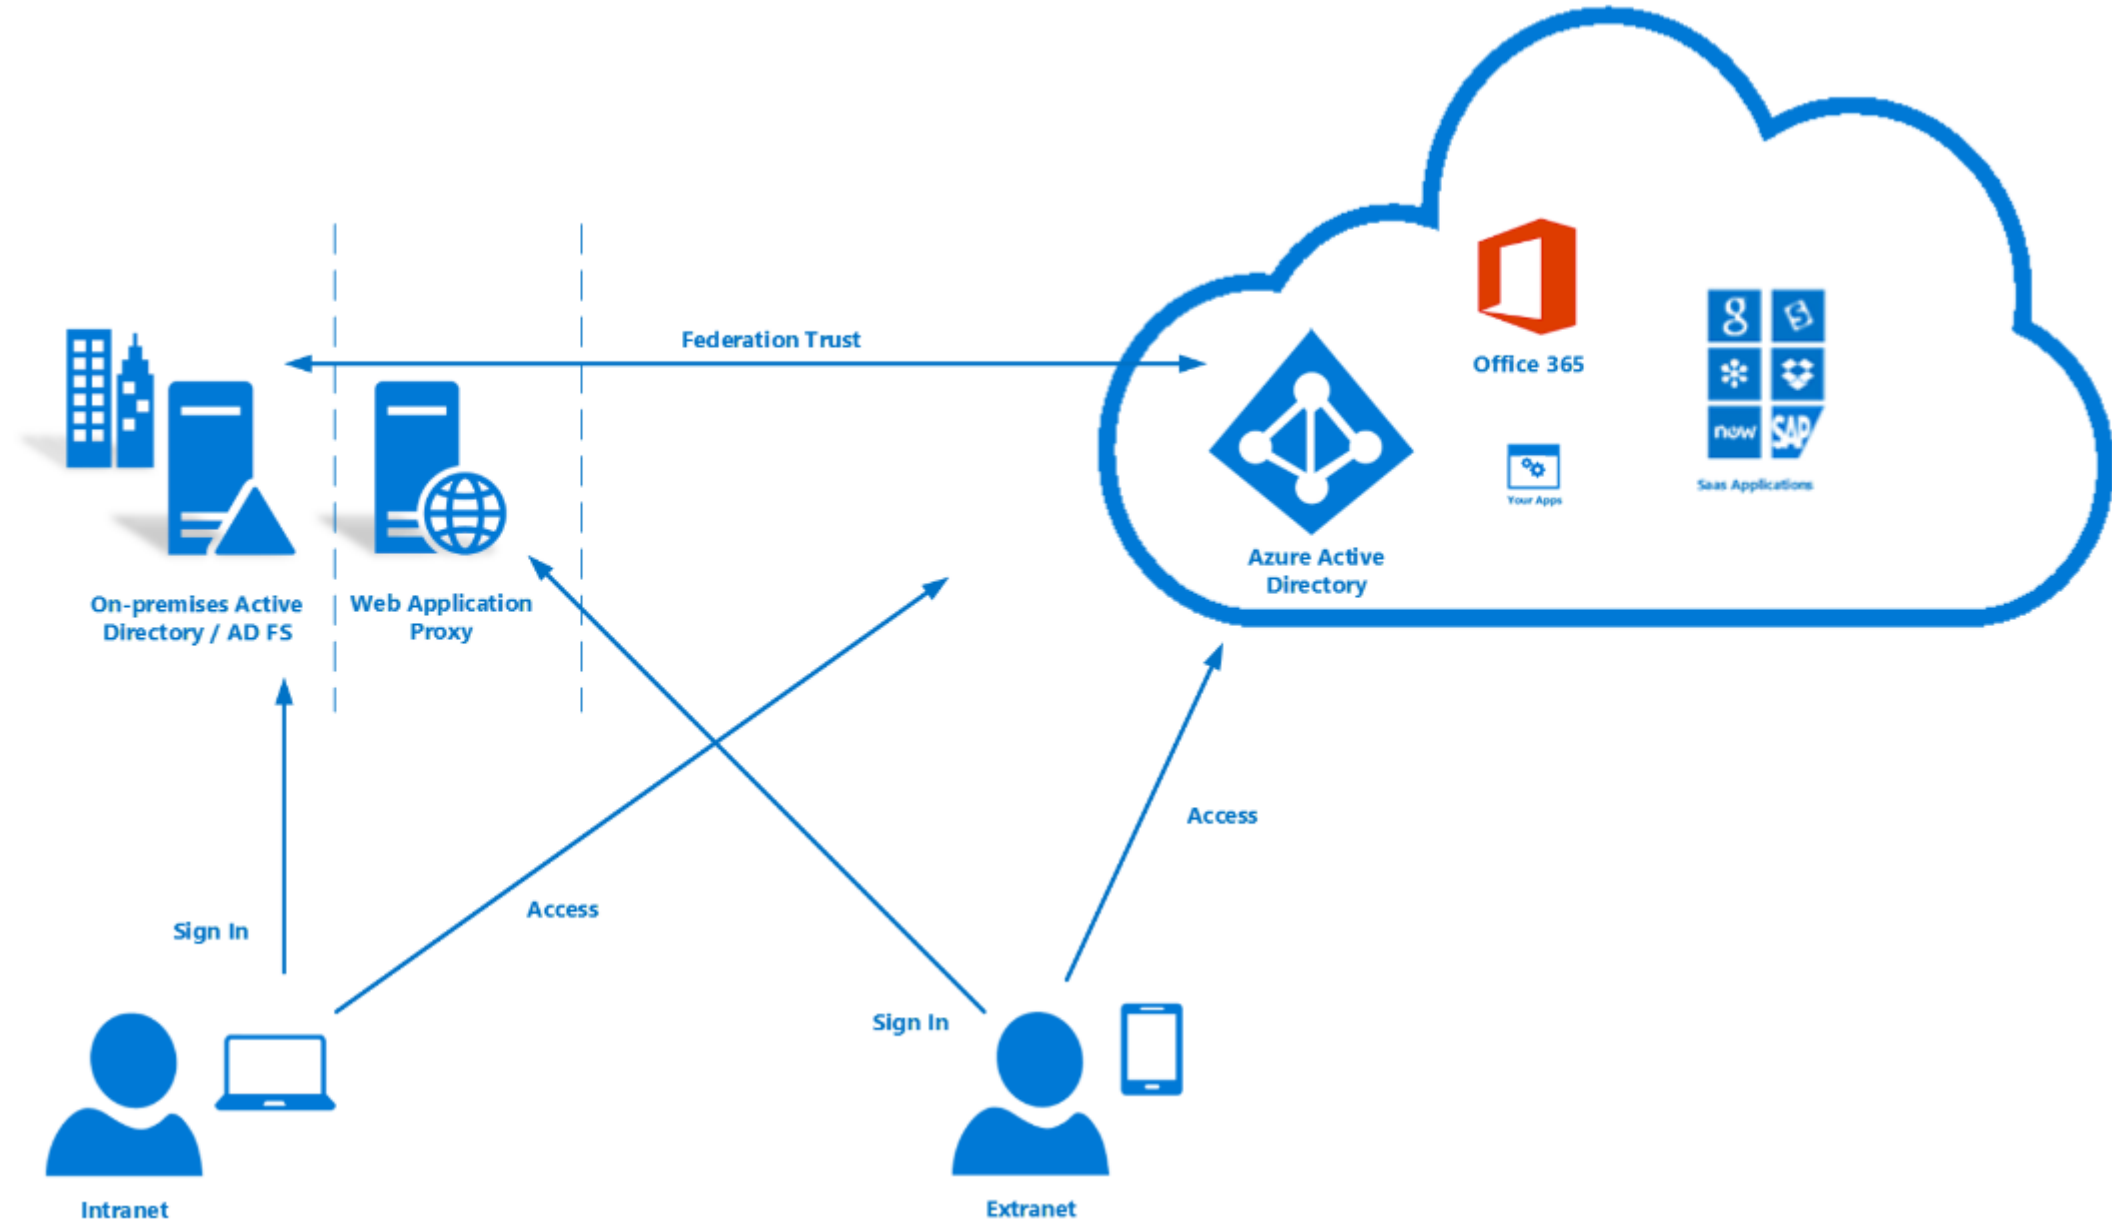 Federation Trust
Office 365
g
S
now
SAP
Your Apps
Saas Applications
Azure Active
Directory
On-premises Active
Directory / AD FS
Web Application
Proxy
Access
Access
Sign In
Sign In
Intranet
Extranet